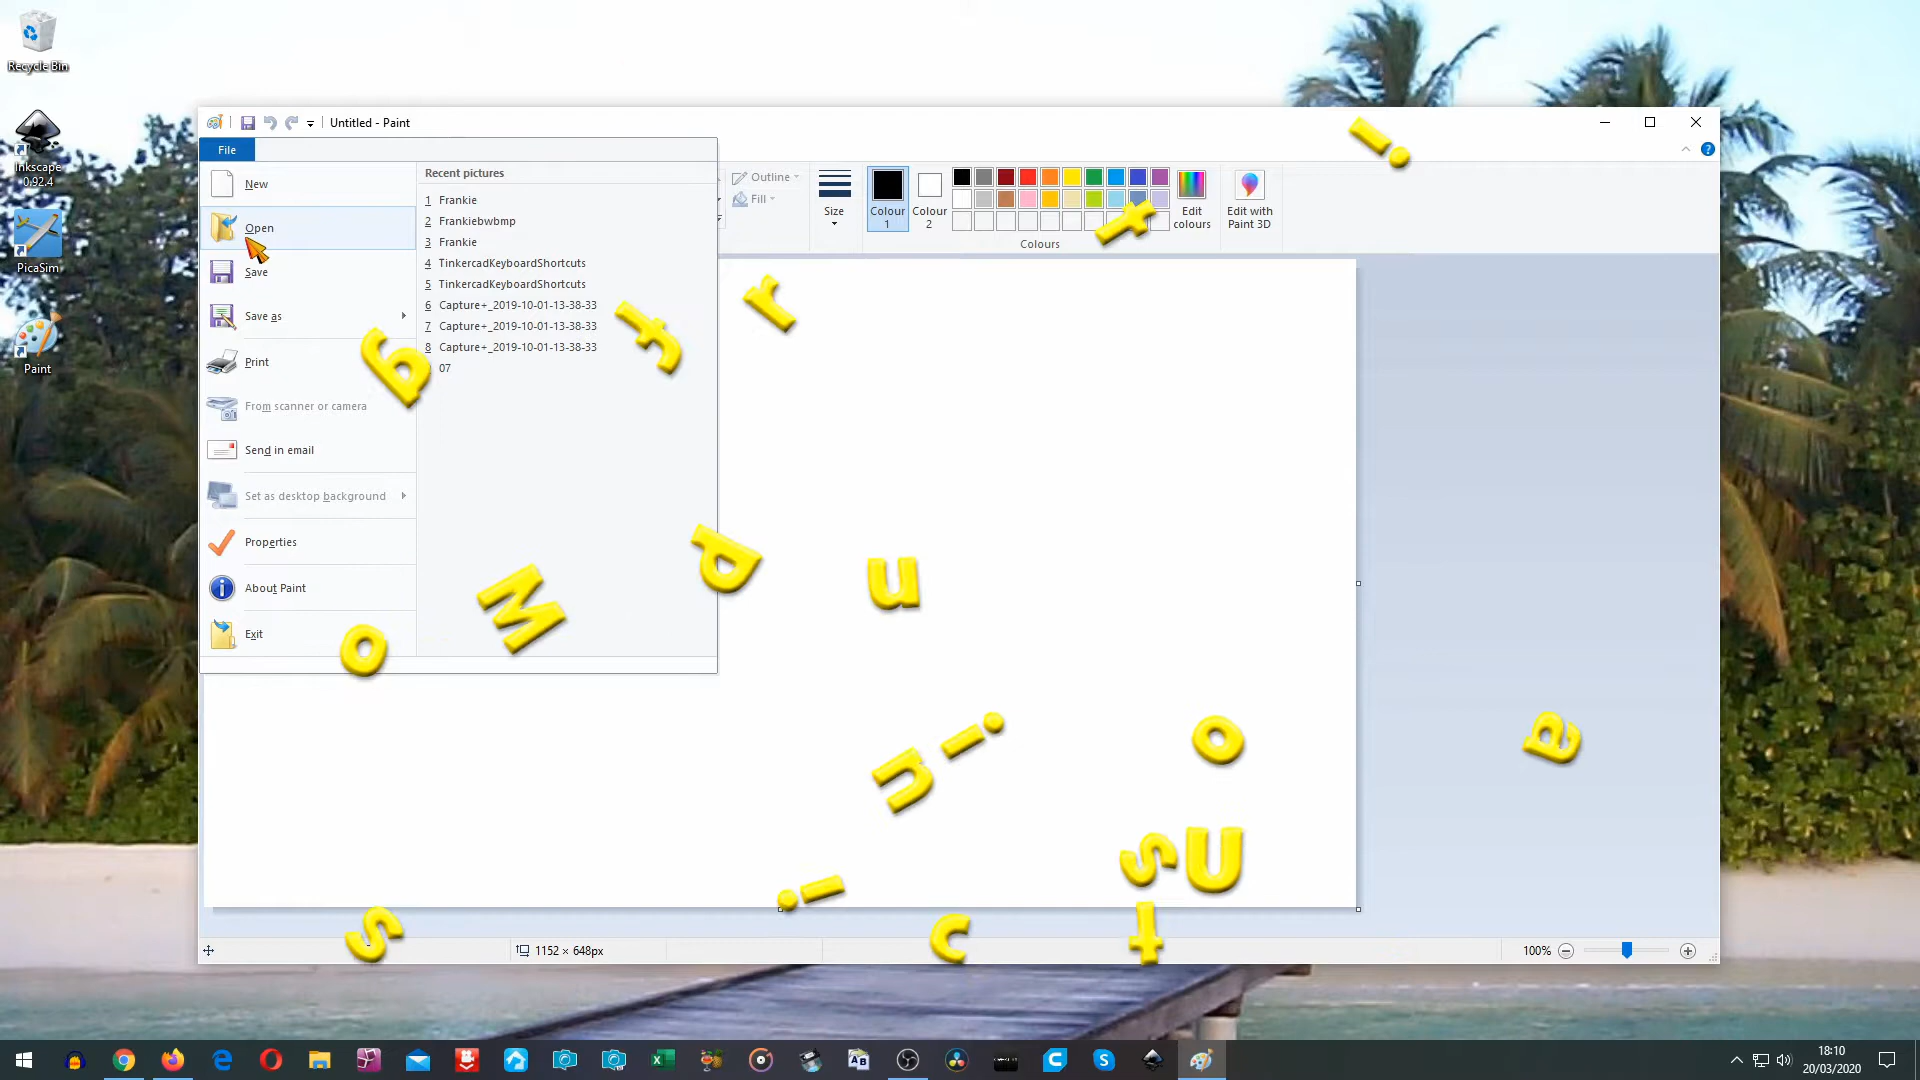 Recycle Bin
Inkscape
0.92.4
PicaSim
Paint
Untitled - Paint
File
New
Open
Save
Save as
Print
From scanner or camera
Send in email
Set as desktop background
Properties
About Paint
Exit
Recent pictures
1 Frankie
2 Frankiebwbmp
3 Frankie
4 TinkercadKeyboardShortcuts
5 TinkercadKeyboardShortcuts
6 Capture+_2019-10-01-13-38-33
7 Capture+_2019-10-01-13-38-33
8 Capture+_2019-10-01-13-38-33
07
Outline
Fill
Size
Colour
1
Colour
2
Edit
colours
Edit with
Paint 3D
Colours
i
t
r
f
g
d
u
M
o
n
i
o
a
s
U
i
s
c
t
1152 × 648px
100%
18:10
20/03/2020